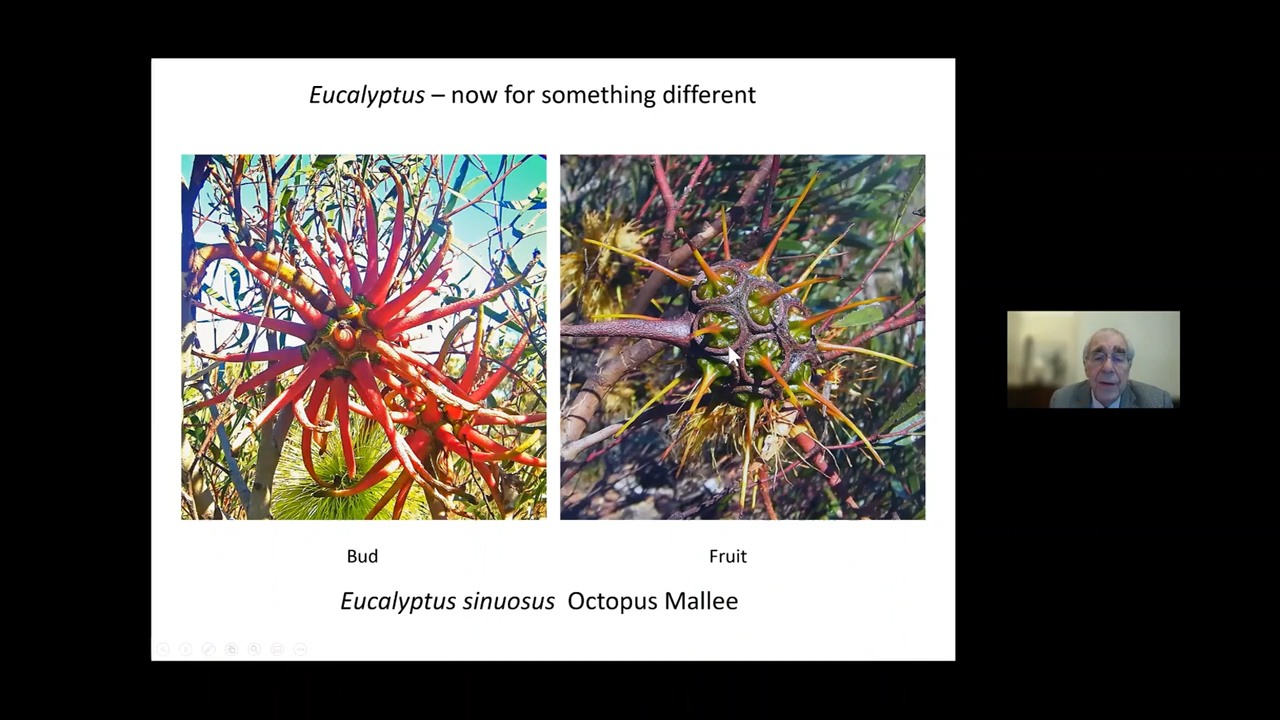 Eucalyptus – now for something different
Bud
Fruit
Eucalyptus sinuosus Octopus Mallee